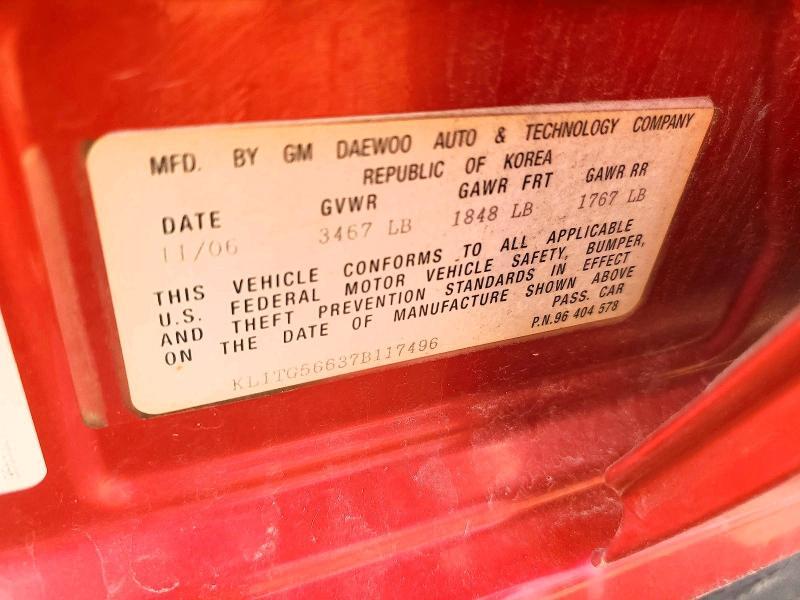 MFD. BY GM DAEWOO AUTO & TECHNOLOGY COMPANY
REPUBLIC OF KOREA
DATE GVWR GAWR FRT GAWR RR
11/06 3467 LB 1848 LB 1767 LB
THIS VEHICLE CONFORMS TO ALL APPLICABLE
U.S. FEDERAL MOTOR VEHICLE SAFETY, BUMPER,
AND THEFT PREVENTION STANDARDS IN EFFECT
ON THE DATE OF MANUFACTURE SHOWN ABOVE
PASS. CAR
P.N.96 404 578
KL1TG56637B117496